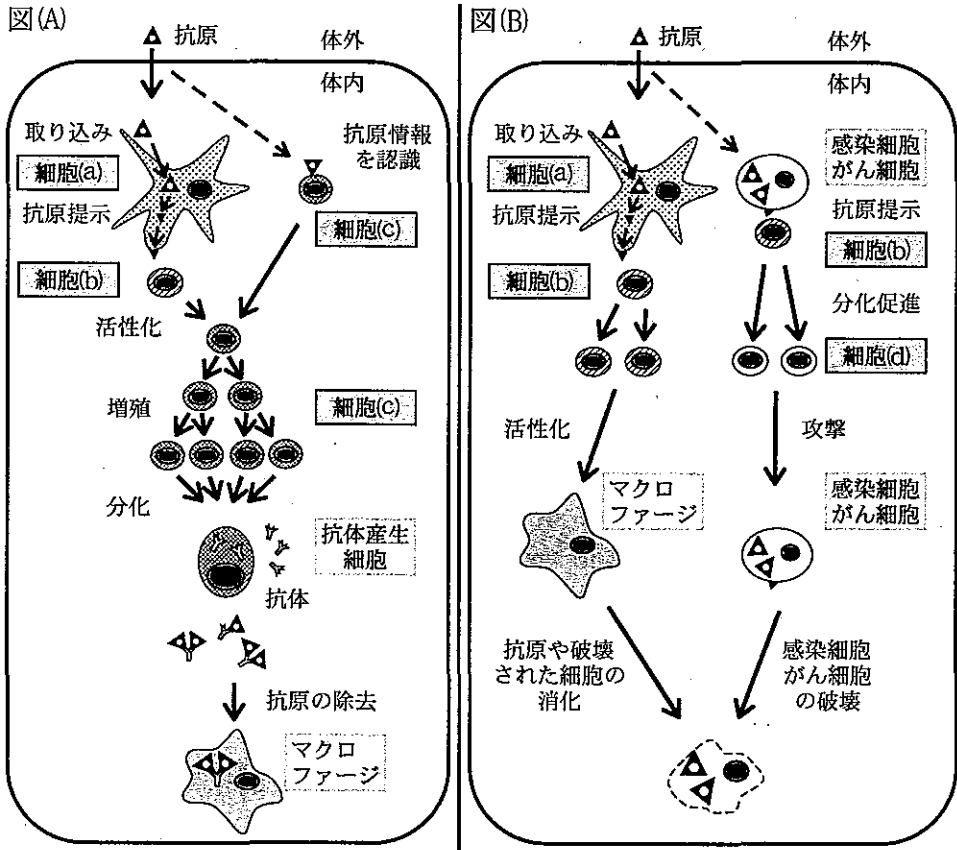 図(A)
抗原
体外
体内
取り込み
抗原情報
を認識
細胞(a)
抗原提示
細胞(c)
細胞(b)
活性化
増殖
細胞(c)
分化
抗体産生
細胞
抗体
抗原の除去
マクロ
ファージ
図(B)
抗原
体外
体内
取り込み
感染細胞
がん細胞
細胞(a)
抗原提示
抗原提示
細胞(b)
細胞(b)
分化促進
細胞(d)
活性化
攻撃
マクロ
ファージ
感染細胞
がん細胞
抗原や破壊
された細胞の
消化
感染細胞
がん細胞
の破壊